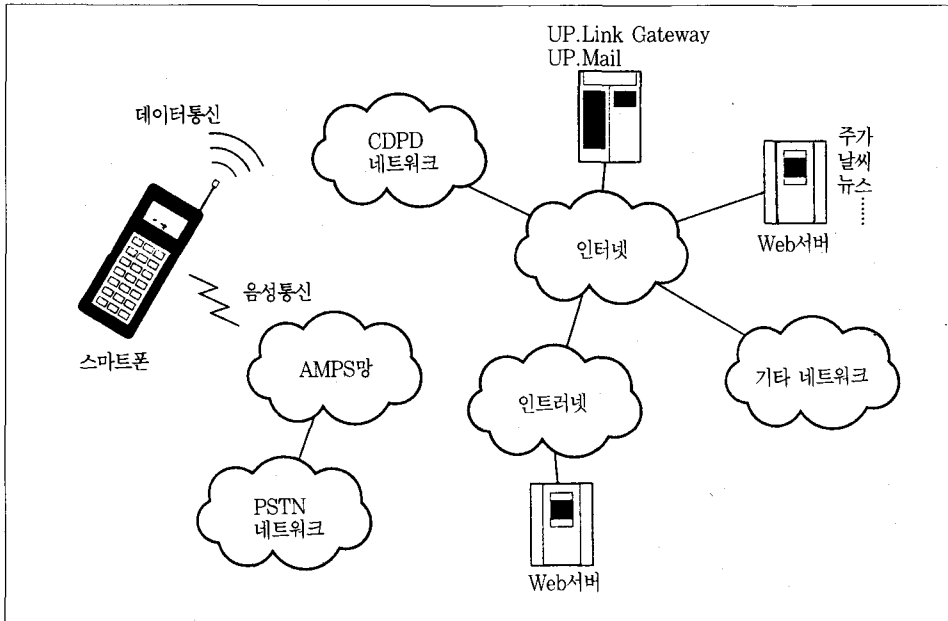 UP.Link Gateway
UP.Mail
데이터통신
CDPD
네트워크
주가
날씨
뉴스
……
Web서버
인터넷
음성통신
스마트폰
AMPS망
인트러넷
기타 네트워크
PSTN
네트워크
Web서버